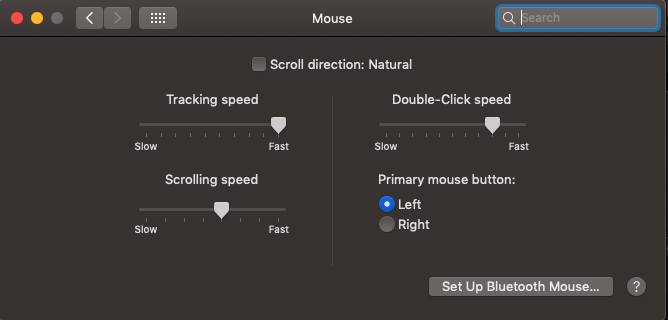 Mouse
Search
Scroll direction: Natural
Tracking speed
Slow
Fast
Double-Click speed
Slow
Fast
Scrolling speed
Slow
Fast
Primary mouse button:
Left
Right
Set Up Bluetooth Mouse...
?